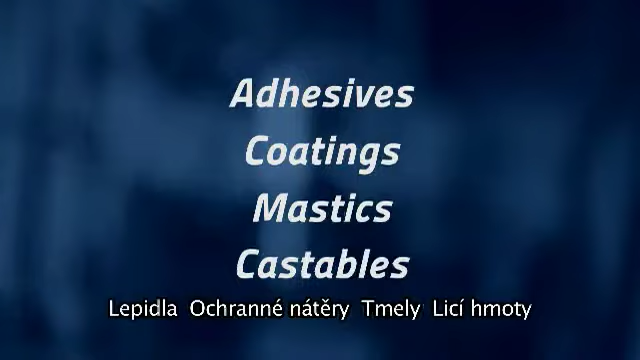 Adhesives
Coatings
Mastics
Castables
Lepidla Ochranné nátěry Tmely Licí hmoty